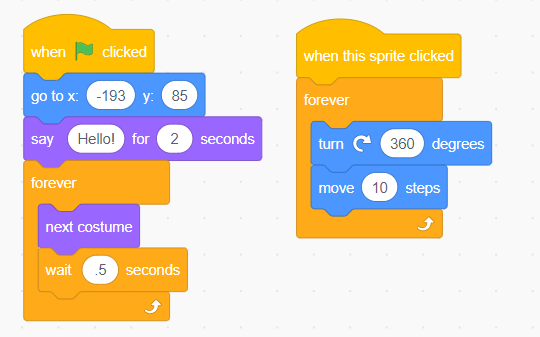 when clicked
go to x: -193 y: 85
say Hello! for 2 seconds
forever
next costume
wait .5 seconds
when this sprite clicked
forever
turn 360 degrees
move 10 steps